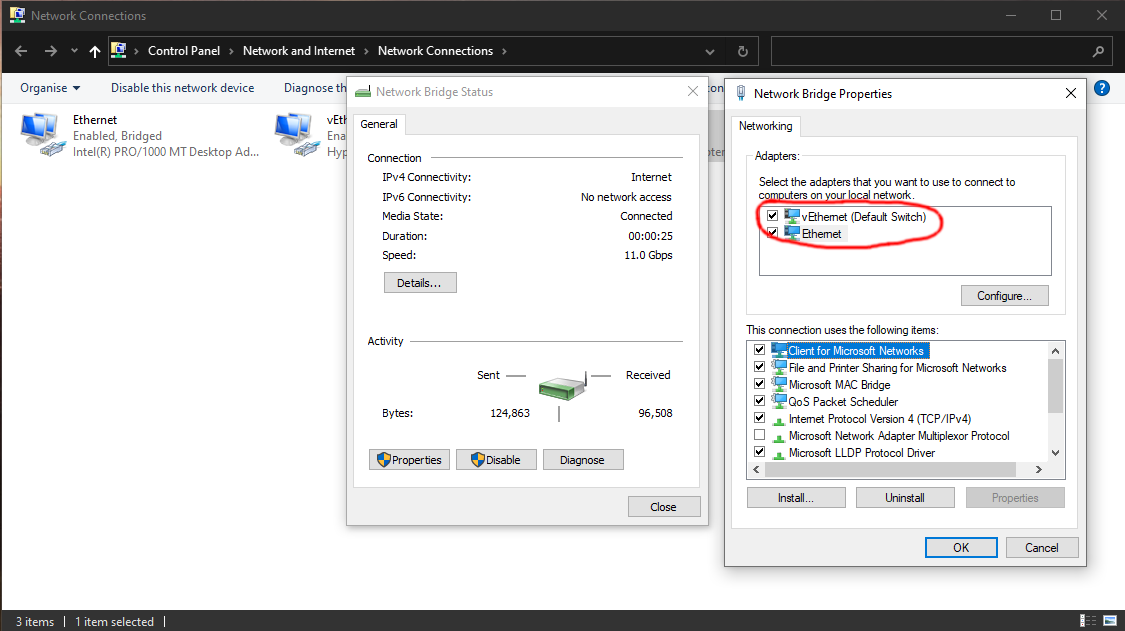 Network Connections
Control Panel > Network and Internet > Network Connections >
Organise
Disable this network device
Diagnose th
on
?
Ethernet
Enabled, Bridged
Intel(R) PRO/1000 MT Desktop Ad...
vEth
Ena
Hyp
pter
Network Bridge Status
General
Connection
IPv4 Connectivity: Internet
IPv6 Connectivity: No network access
Media State: Connected
Duration: 00:00:25
Speed: 11.0 Gbps
Details...
Activity
Sent — — Received
Bytes: 124,863 96,508
Properties
Disable
Diagnose
Close
Network Bridge Properties
Networking
Adapters:
Select the adapters that you want to use to connect to
computers on your local network.
vEthernet (Default Switch)
Ethernet
Configure...
This connection uses the following items:
Client for Microsoft Networks
File and Printer Sharing for Microsoft Networks
Microsoft MAC Bridge
QoS Packet Scheduler
Internet Protocol Version 4 (TCP/IPv4)
Microsoft Network Adapter Multiplexor Protocol
Microsoft LLDP Protocol Driver
Install...
Uninstall
Properties
OK
Cancel
3 items | 1 item selected |